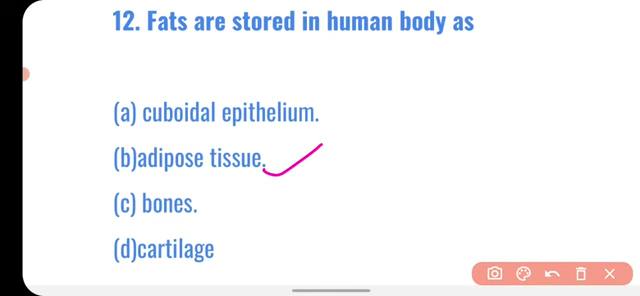 12. Fats are stored in human body as
(a) cuboidal epithelium.
(b)adipose tissue.
(c) bones.
(d)cartilage